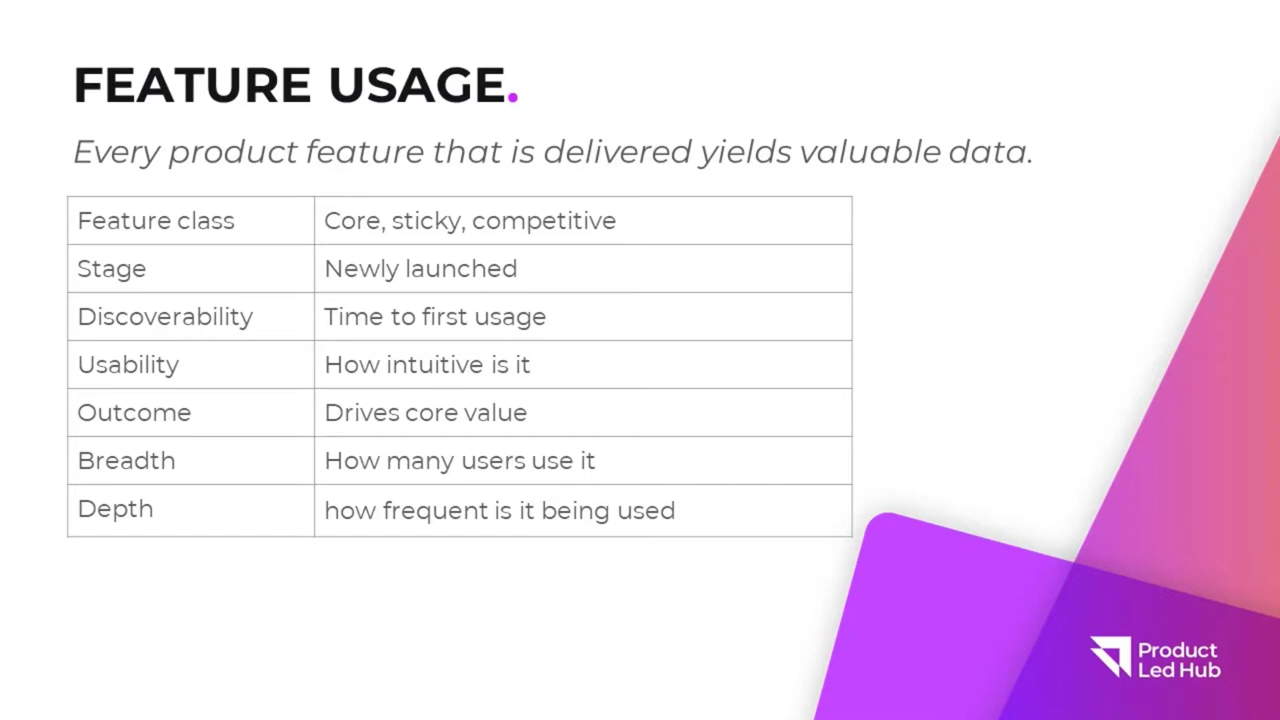 FEATURE USAGE.
Every product feature that is delivered yields valuable data.
Feature class Core, sticky, competitive
Stage Newly launched
Discoverability Time to first usage
Usability How intuitive is it
Outcome Drives core value
Breadth How many users use it
Depth how frequent is it being used
Product
Led Hub